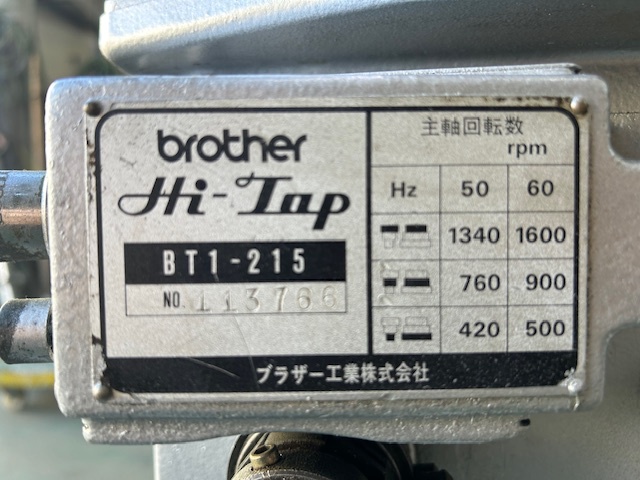 brother
Hi-Tap
BT1-215
NO. 113766
主軸回転数
rpm
Hz 50 60
1340 1600
760 900
420 500
ブラザー工業株式会社